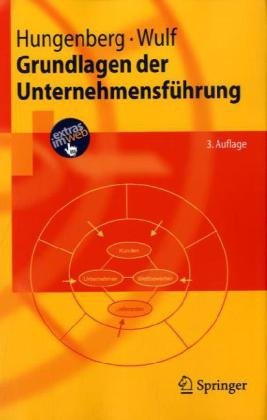 Hungenberg · Wulf
Grundlagen der
Unternehmensführung
extras
im web
3. Auflage
Kunden
Unternehmen
Wettbewerber
Lieferanten
Springer